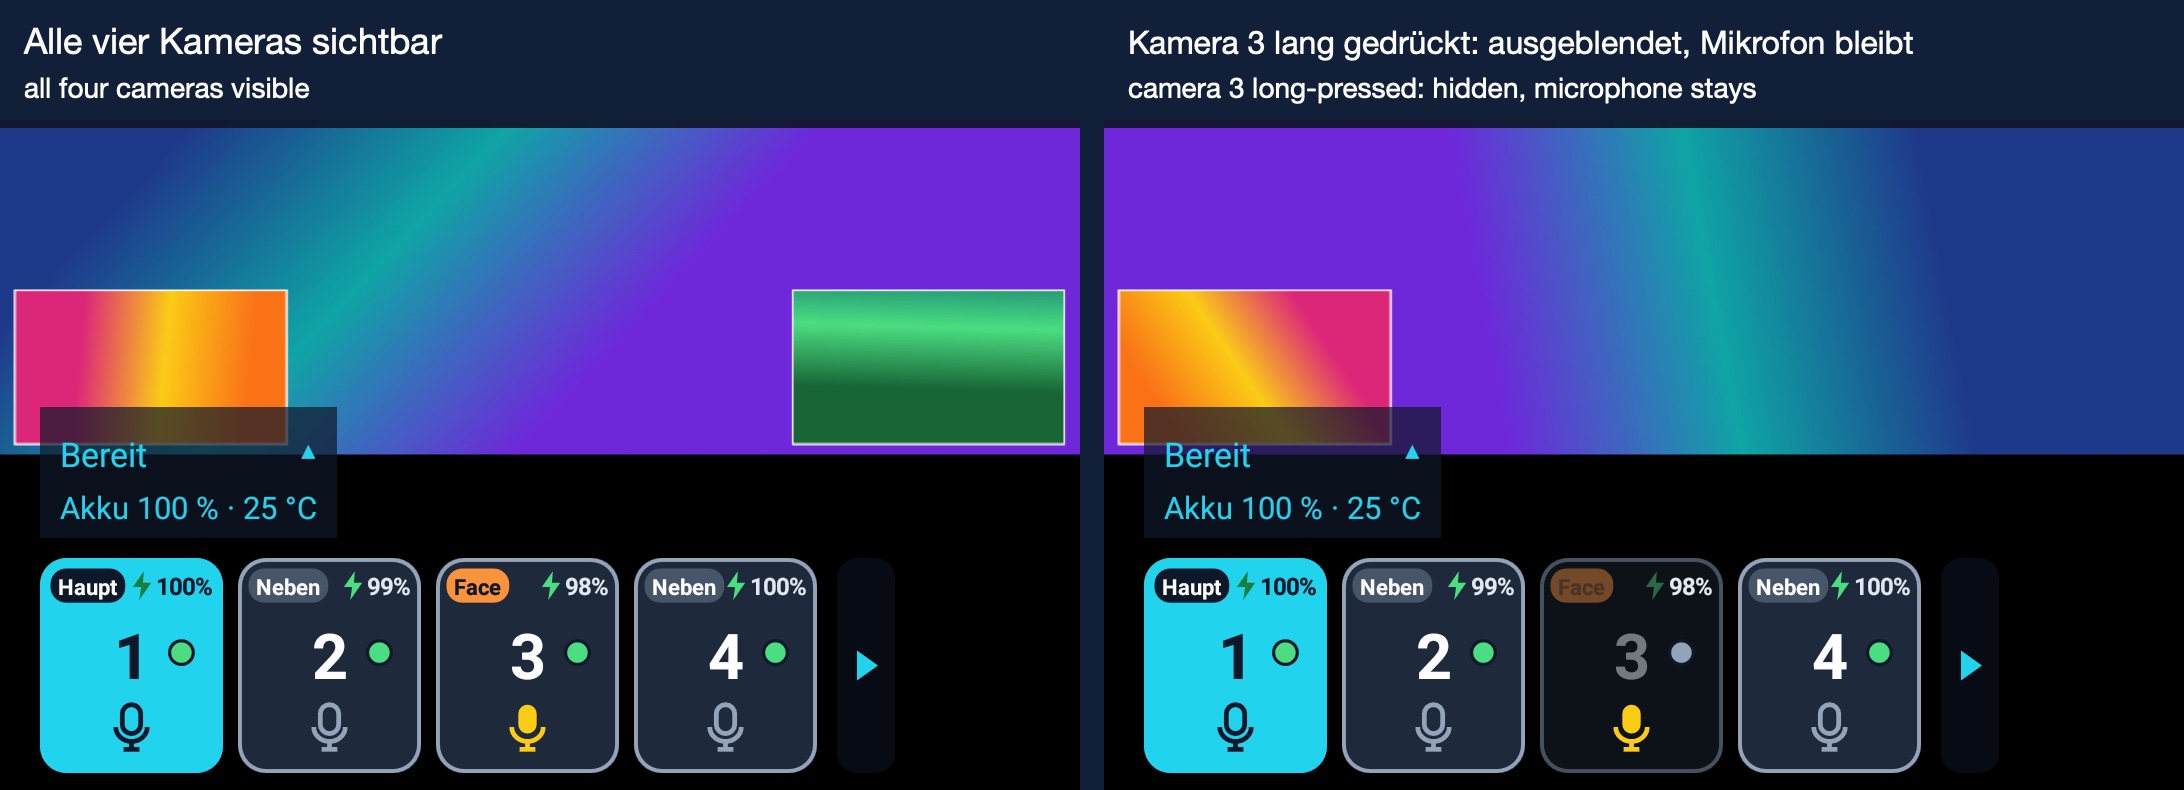 Alle vier Kameras sichtbar
all four cameras visible
Bereit ▲
Akku 100 % · 25 °C
Haupt 100%
1
Neben 99%
2
Face 98%
3
Neben 100%
4
Kamera 3 lang gedrückt: ausgeblendet, Mikrofon bleibt
camera 3 long-pressed: hidden, microphone stays
Bereit ▲
Akku 100 % · 25 °C
Haupt 100%
1
Neben 99%
2
Face 98%
3
Neben 100%
4